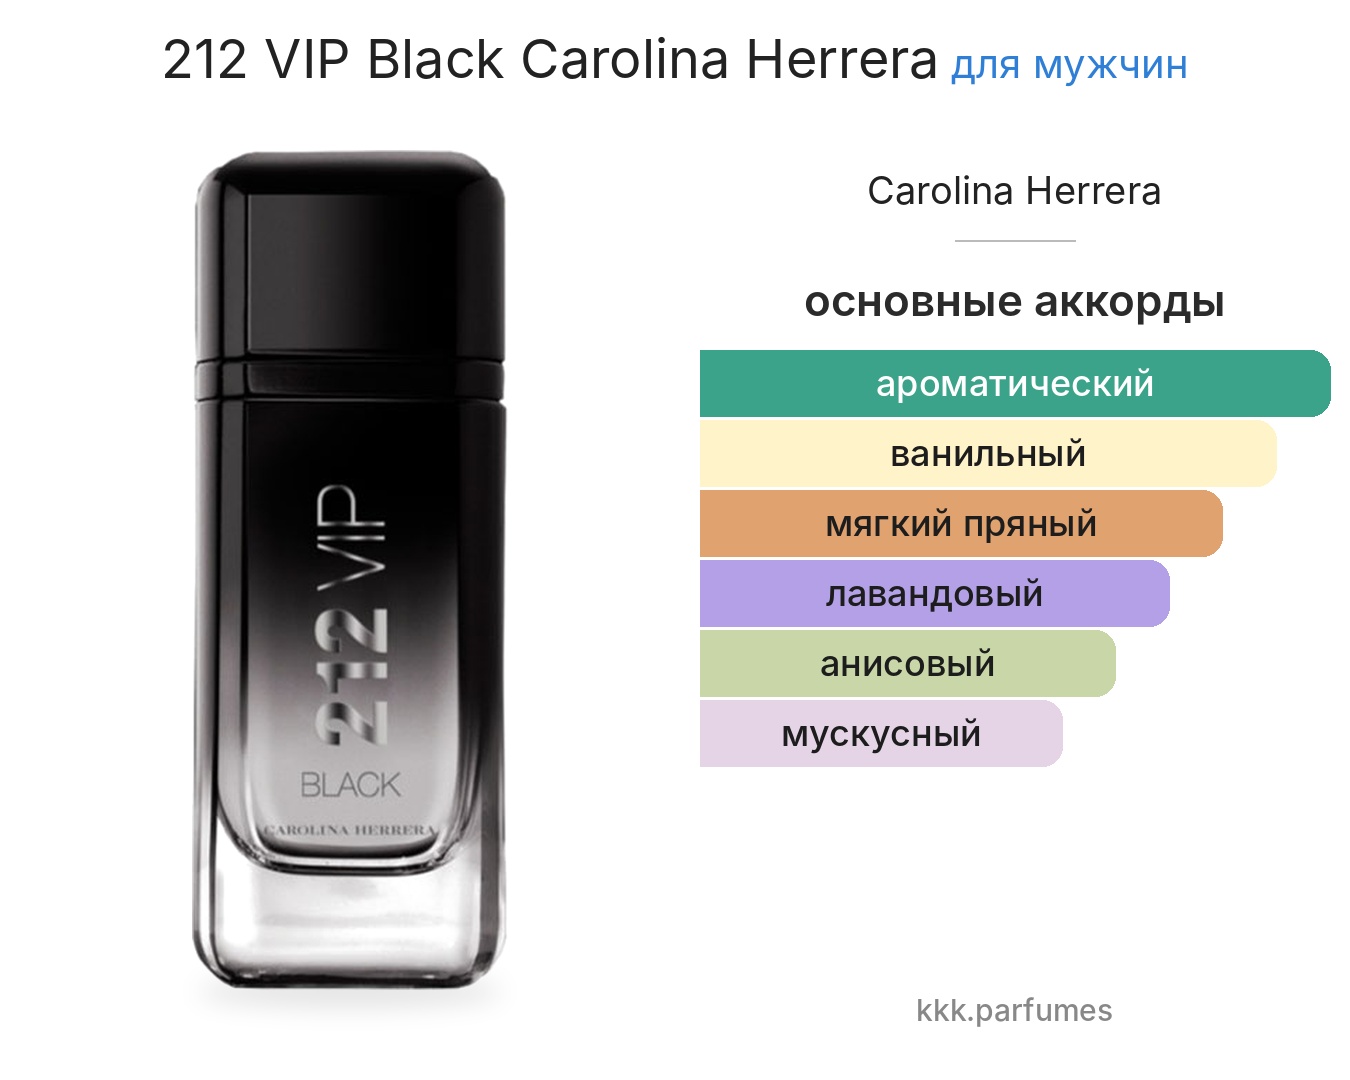 212 VIP Black Carolina Herrera для мужчин
Carolina Herrera
основные аккорды
ароматический
ванильный
мягкий пряный
лавандовый
анисовый
мускусный
212 VIP
BLACK
CAROLINA HERRERA
kkk.parfumes